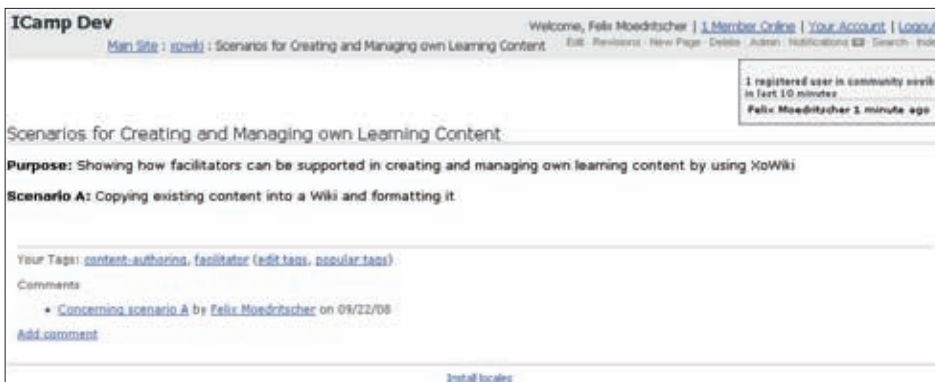 ICamp Dev
Welcome, Felix Moedritscher | 1 Member Online | Your Account | Logout
Main Site : xowiki : Scenarios for Creating and Managing own Learning Content
Edit · Revisions · New Page · Delete · Admin · Notifications · Search · Inde
1 registered user in community xowiki
in last 10 minutes
Felix Moedritscher 1 minute ago
Scenarios for Creating and Managing own Learning Content
Purpose: Showing how facilitators can be supported in creating and managing own learning content by using XoWiki
Scenario A: Copying existing content into a Wiki and formatting it
Your Tags: content-authoring, facilitator (edit tags, popular tags)
Comments
• Concerning scenario A by Felix Moedritscher on 09/22/08
Add comment
Install locales